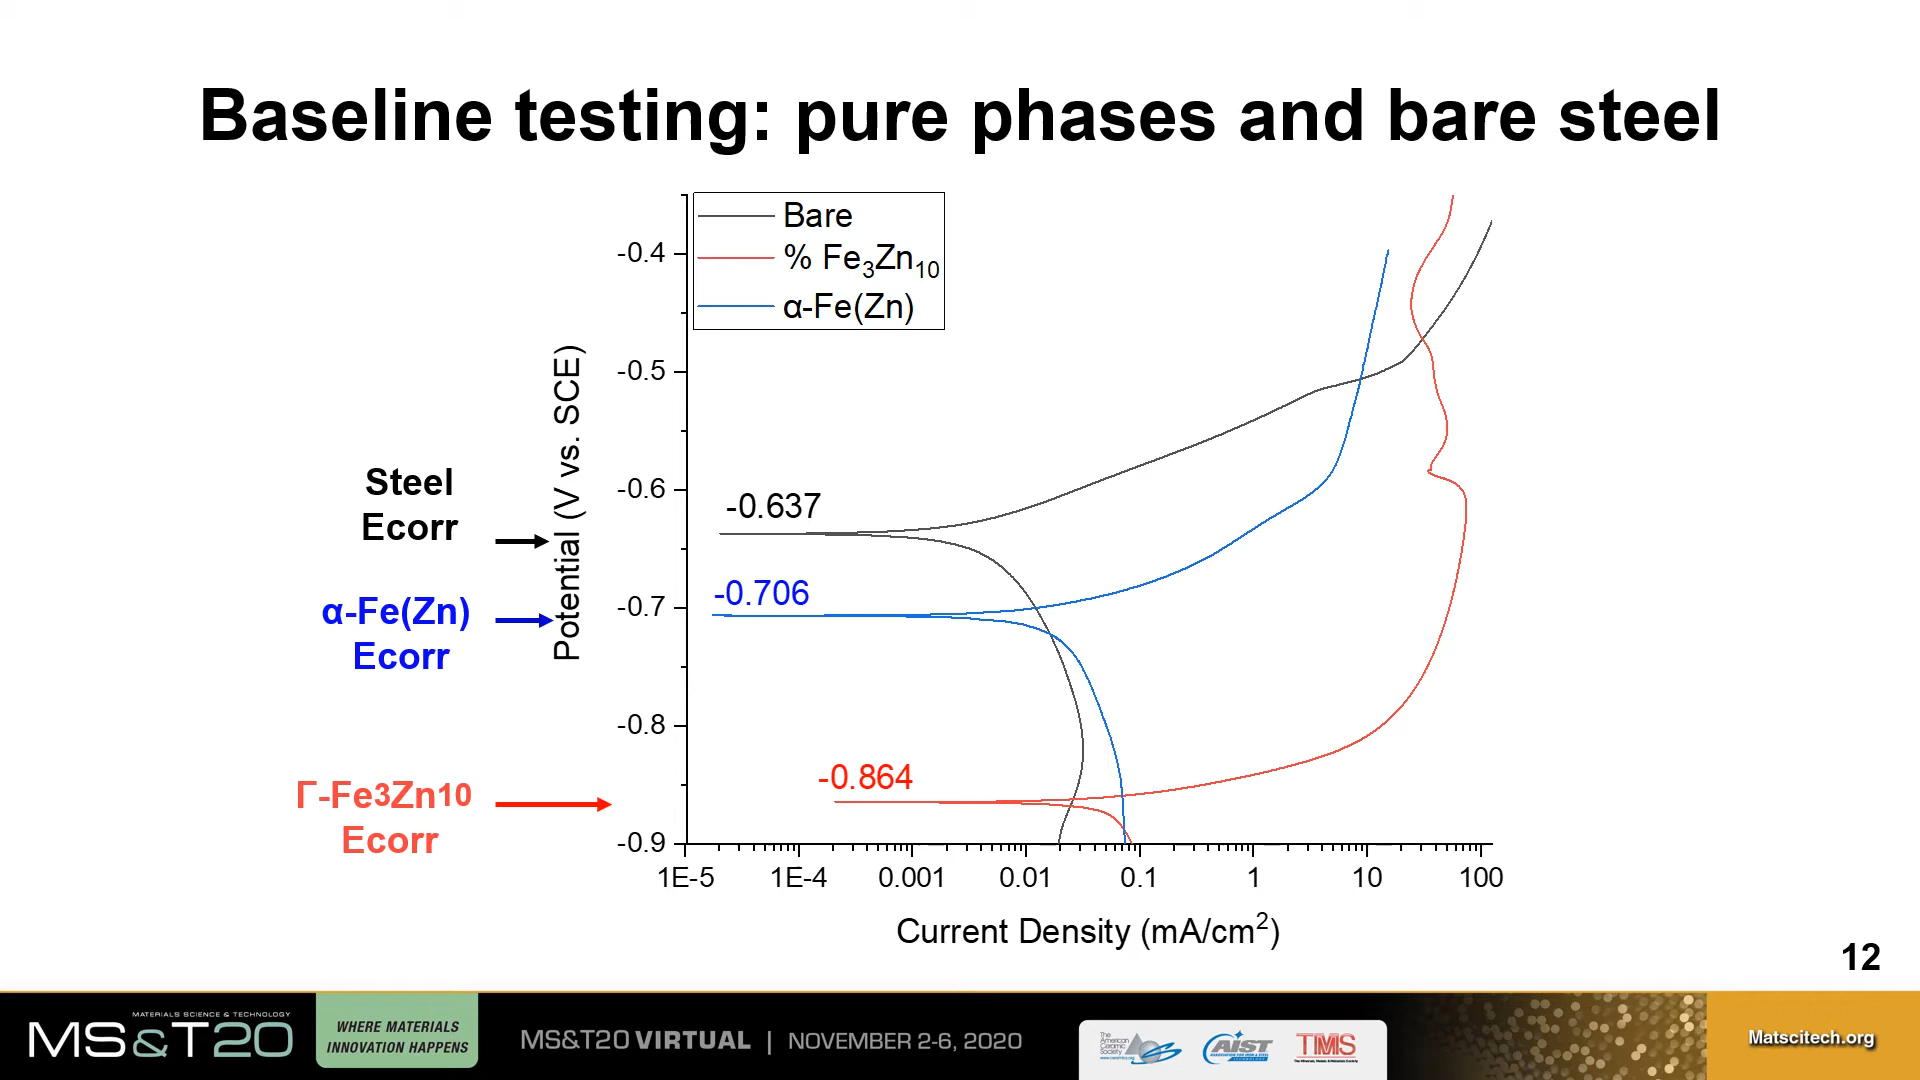 Baseline testing: pure phases and bare steel
Bare
% Fe3Zn10
α-Fe(Zn)
-0.4
-0.5
-0.6
-0.7
-0.8
-0.9
Potential (V vs. SCE)
Steel
Ecorr
α-Fe(Zn)
Ecorr
Γ-Fe3Zn10
Ecorr
-0.637
-0.706
-0.864
1E-5 1E-4 0.001 0.01 0.1 1 10 100
Current Density (mA/cm2)
12
MATERIALS SCIENCE & TECHNOLOGY
MS&T20
WHERE MATERIALS
INNOVATION HAPPENS
MS&T20 VIRTUAL | NOVEMBER 2-6, 2020
The
American
Ceramic
Society
AIST
TMS
Matscitech.org